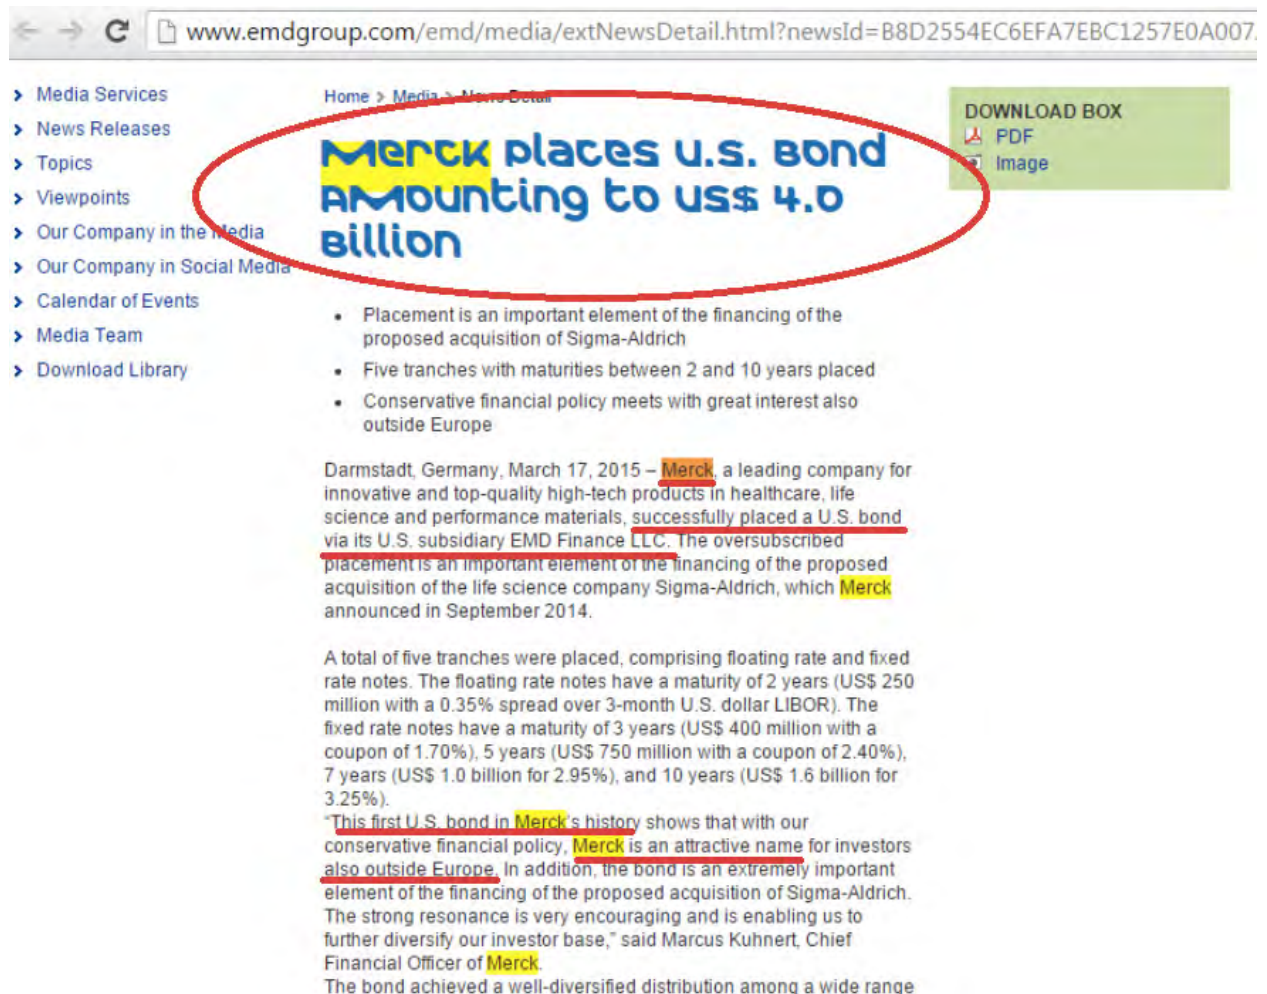 www.emdgroup.com/emd/media/extNewsDetail.html?newsId=B8D2554EC6EFA7EBC1257E0A007
Media Services
News Releases
Topics
Viewpoints
Our Company in the Media
Our Company in Social Media
Calendar of Events
Media Team
Download Library
Home > Media > News Detail
Merck places U.S. Bond
Amounting to US$ 4.0
Billion
• Placement is an important element of the financing of the
proposed acquisition of Sigma-Aldrich
• Five tranches with maturities between 2 and 10 years placed
• Conservative financial policy meets with great interest also
outside Europe
Darmstadt, Germany, March 17, 2015 – Merck, a leading company for
innovative and top-quality high-tech products in healthcare, life
science and performance materials, successfully placed a U.S. bond
via its U.S. subsidiary EMD Finance LLC. The oversubscribed
placement is an important element of the financing of the proposed
acquisition of the life science company Sigma-Aldrich, which Merck
announced in September 2014.
A total of five tranches were placed, comprising floating rate and fixed
rate notes. The floating rate notes have a maturity of 2 years (US$ 250
million with a 0.35% spread over 3-month U.S. dollar LIBOR). The
fixed rate notes have a maturity of 3 years (US$ 400 million with a
coupon of 1.70%), 5 years (US$ 750 million with a coupon of 2.40%),
7 years (US$ 1.0 billion for 2.95%), and 10 years (US$ 1.6 billion for
3.25%).
"This first U.S. bond in Merck's history shows that with our
conservative financial policy, Merck is an attractive name for investors
also outside Europe. In addition, the bond is an extremely important
element of the financing of the proposed acquisition of Sigma-Aldrich.
The strong resonance is very encouraging and is enabling us to
further diversify our investor base," said Marcus Kuhnert, Chief
Financial Officer of Merck.
The bond achieved a well-diversified distribution among a wide range
DOWNLOAD BOX
PDF
Image